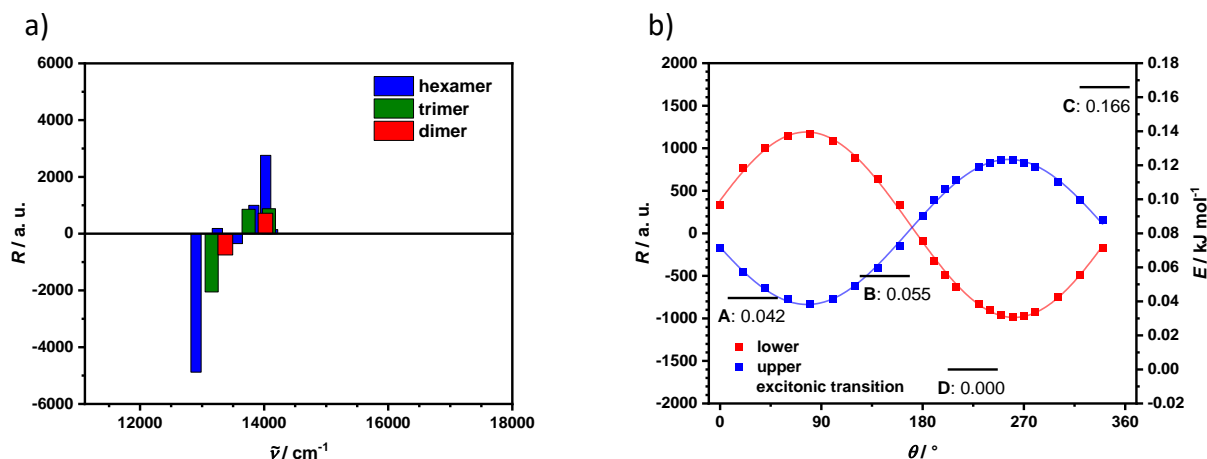 a)
6000
4000
2000
0
-2000
-4000
-6000
R / a. u.
hexamer
trimer
dimer
12000 14000 16000 18000
ṽ / cm⁻¹
b)
2000
1500
1000
500
0
-500
-1000
-1500
-2000
R / a. u.
C: 0.166
B: 0.055
A: 0.042
D: 0.000
lower
upper
excitonic transition
0 90 180 270 360
θ / °
0.18
0.16
0.14
0.12
0.10
0.08
0.06
0.04
0.02
0.00
-0.02
E / kJ mol⁻¹